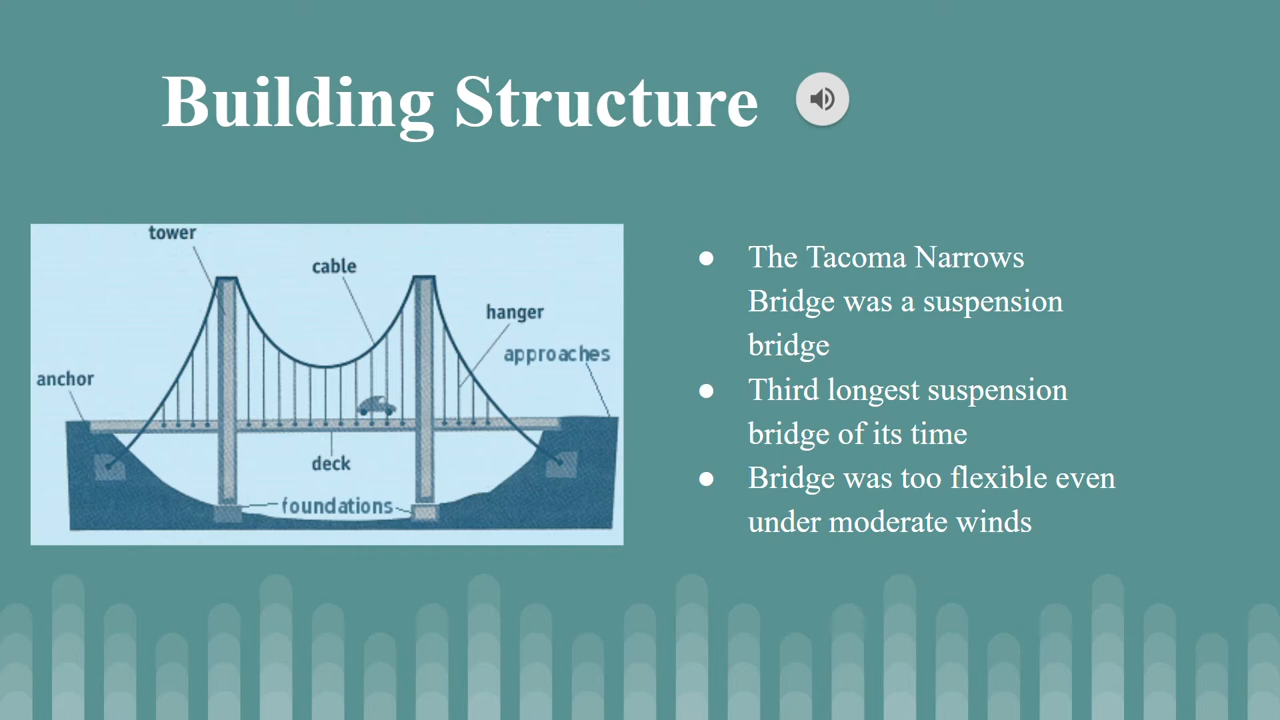 Building Structure
tower
cable
hanger
approaches
anchor
deck
foundations
● The Tacoma Narrows
Bridge was a suspension
bridge
● Third longest suspension
bridge of its time
● Bridge was too flexible even
under moderate winds